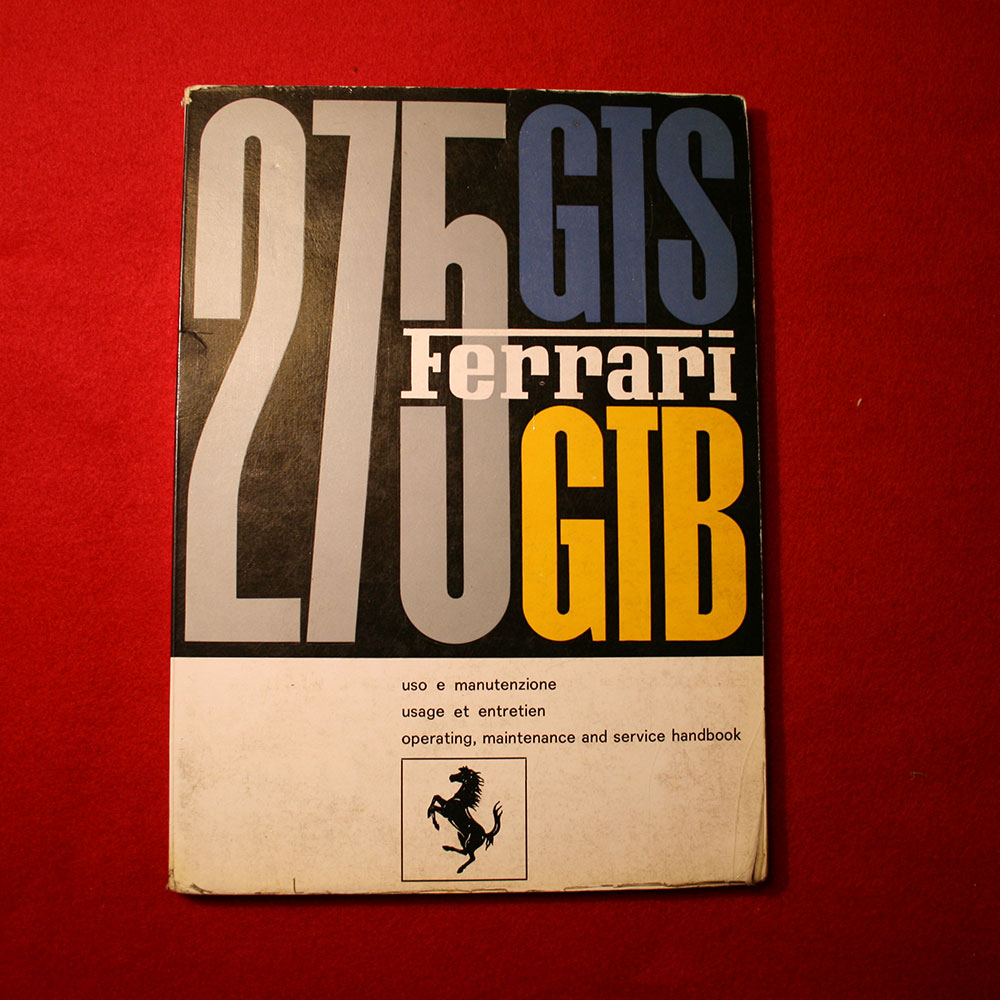 275 GTS
Ferrari
GTB
uso e manutenzione
usage et entretien
operating, maintenance and service handbook